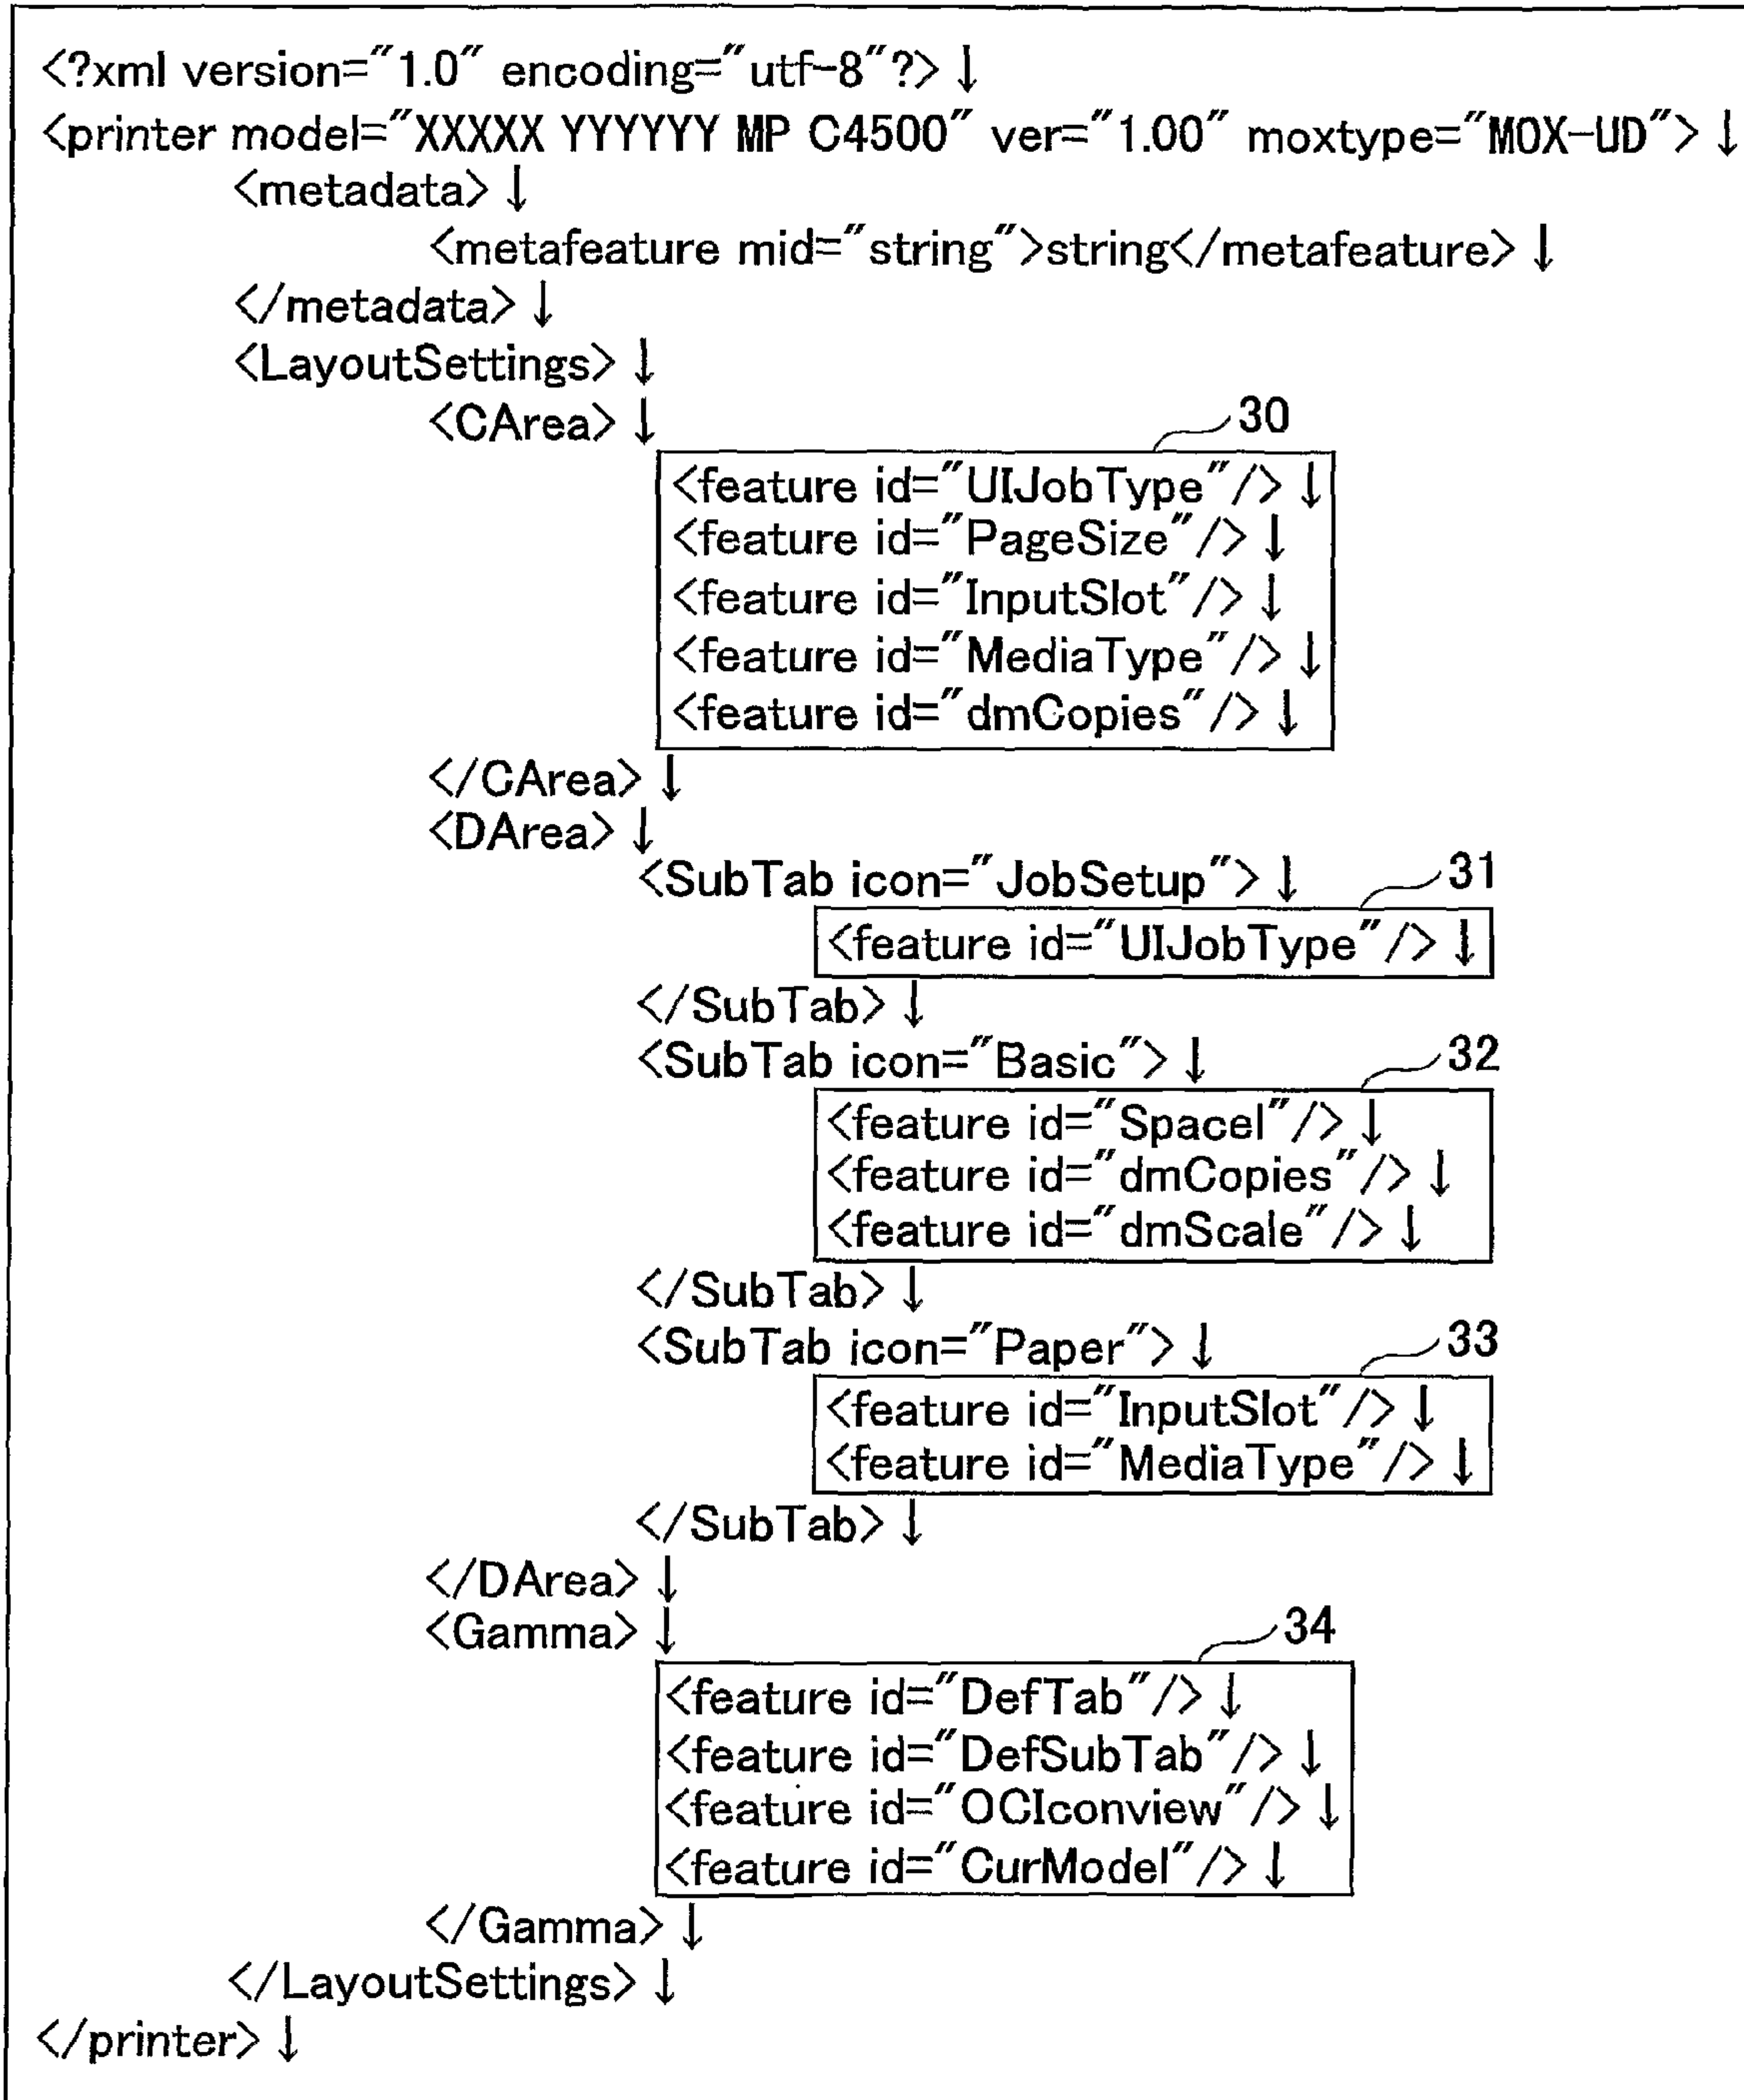 <?xml version="1.0" encoding="utf-8"?>↓
<printer model="XXXXX YYYYYY MP C4500" ver="1.00" moxtype="MOX-UD">↓
<metadata>↓
<metafeature mid="string">string</metafeature>↓
</metadata>↓
<LayoutSettings>↓
<CArea>↓
30
<feature id="UIJobType"/>↓
<feature id="PageSize"/>↓
<feature id="InputSlot"/>↓
<feature id="MediaType"/>↓
<feature id="dmCopies"/>↓
</CArea>↓
<DArea>↓
<SubTab icon="JobSetup">↓ 31
<feature id="UIJobType"/>↓
</SubTab>↓
<SubTab icon="Basic">↓ 32
<feature id="Spacel"/>↓
<feature id="dmCopies"/>↓
<feature id="dmScale"/>↓
</SubTab>↓
<SubTab icon="Paper">↓ 33
<feature id="InputSlot"/>↓
<feature id="MediaType"/>↓
</SubTab>↓
</DArea>↓
<Gamma>↓ 34
<feature id="DefTab"/>↓
<feature id="DefSubTab"/>↓
<feature id="OCIconview"/>↓
<feature id="CurModel"/>↓
</Gamma>↓
</LayoutSettings>↓
</printer>↓